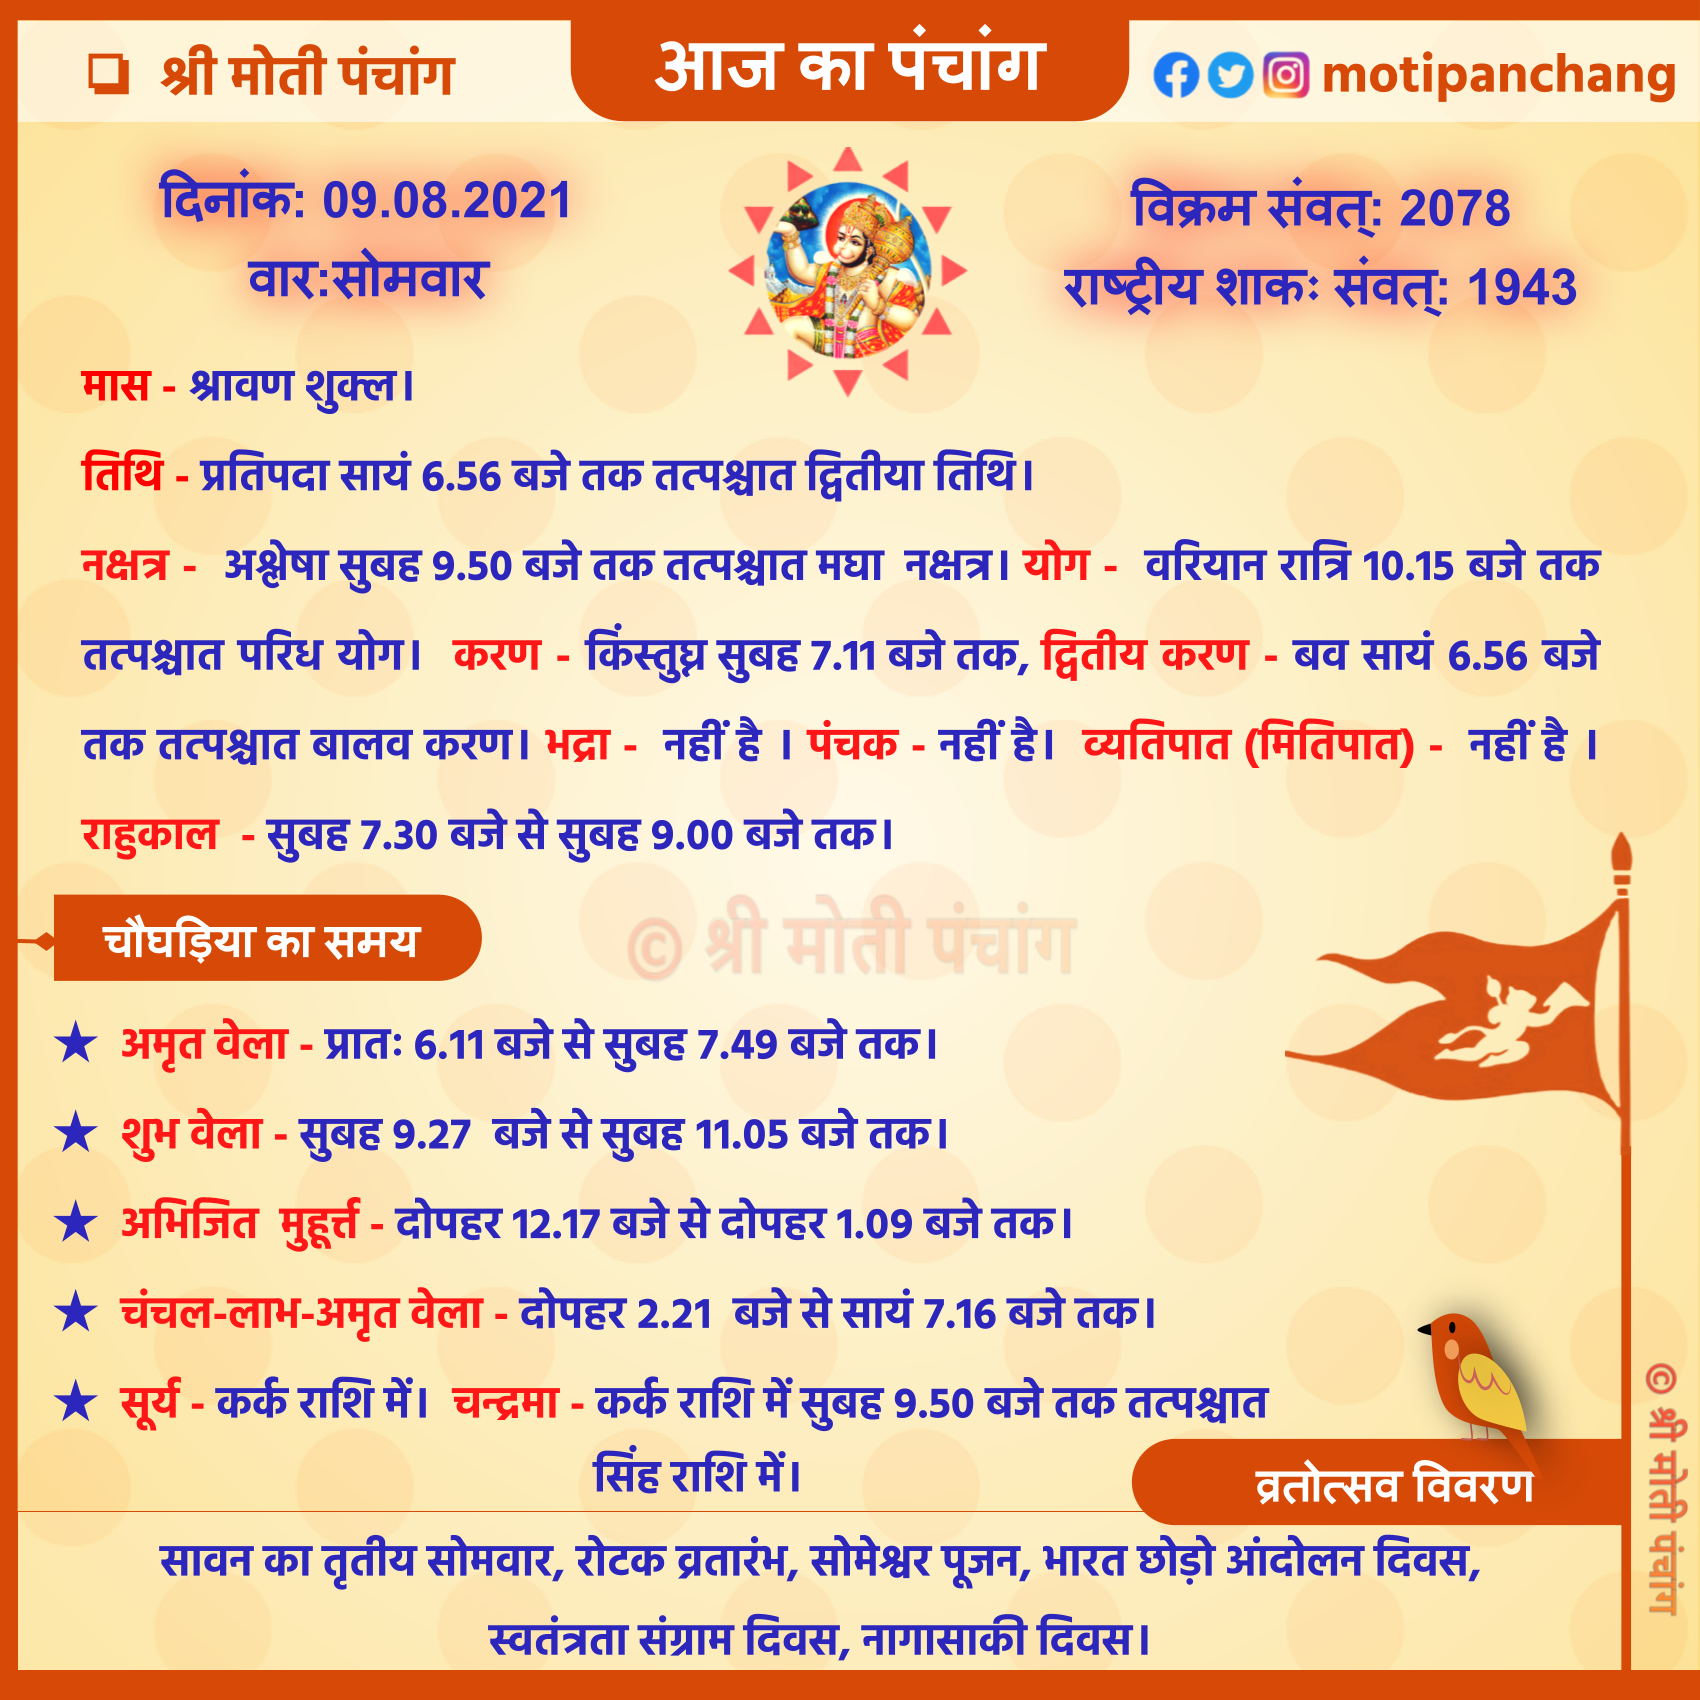 ❏ श्री मोती पंचांग
आज का पंचांग
motipanchang
दिनांक: 09.08.2021
वार:सोमवार
विक्रम संवत्: 2078
राष्ट्रीय शाकः संवत्: 1943
मास - श्रावण शुक्ल।
तिथि - प्रतिपदा सायं 6.56 बजे तक तत्पश्चात द्वितीया तिथि।
नक्षत्र - अश्लेषा सुबह 9.50 बजे तक तत्पश्चात मघा नक्षत्र। योग - वरियान रात्रि 10.15 बजे तक
तत्पश्चात परिध योग। करण - किंस्तुघ्न सुबह 7.11 बजे तक, द्वितीय करण - बव सायं 6.56 बजे
तक तत्पश्चात बालव करण। भद्रा - नहीं है । पंचक - नहीं है। व्यतिपात (मितिपात) - नहीं है ।
राहुकाल - सुबह 7.30 बजे से सुबह 9.00 बजे तक।
© श्री मोती पंचांग
चौघड़िया का समय
★ अमृत वेला - प्रातः 6.11 बजे से सुबह 7.49 बजे तक।
★ शुभ वेला - सुबह 9.27 बजे से सुबह 11.05 बजे तक।
★ अभिजित मुहूर्त्त - दोपहर 12.17 बजे से दोपहर 1.09 बजे तक।
★ चंचल-लाभ-अमृत वेला - दोपहर 2.21 बजे से सायं 7.16 बजे तक।
★ सूर्य - कर्क राशि में। चन्द्रमा - कर्क राशि में सुबह 9.50 बजे तक तत्पश्चात
सिंह राशि में।
व्रतोत्सव विवरण
सावन का तृतीय सोमवार, रोटक व्रतारंभ, सोमेश्वर पूजन, भारत छोड़ो आंदोलन दिवस,
स्वतंत्रता संग्राम दिवस, नागासाकी दिवस।
© श्री मोती पंचांग